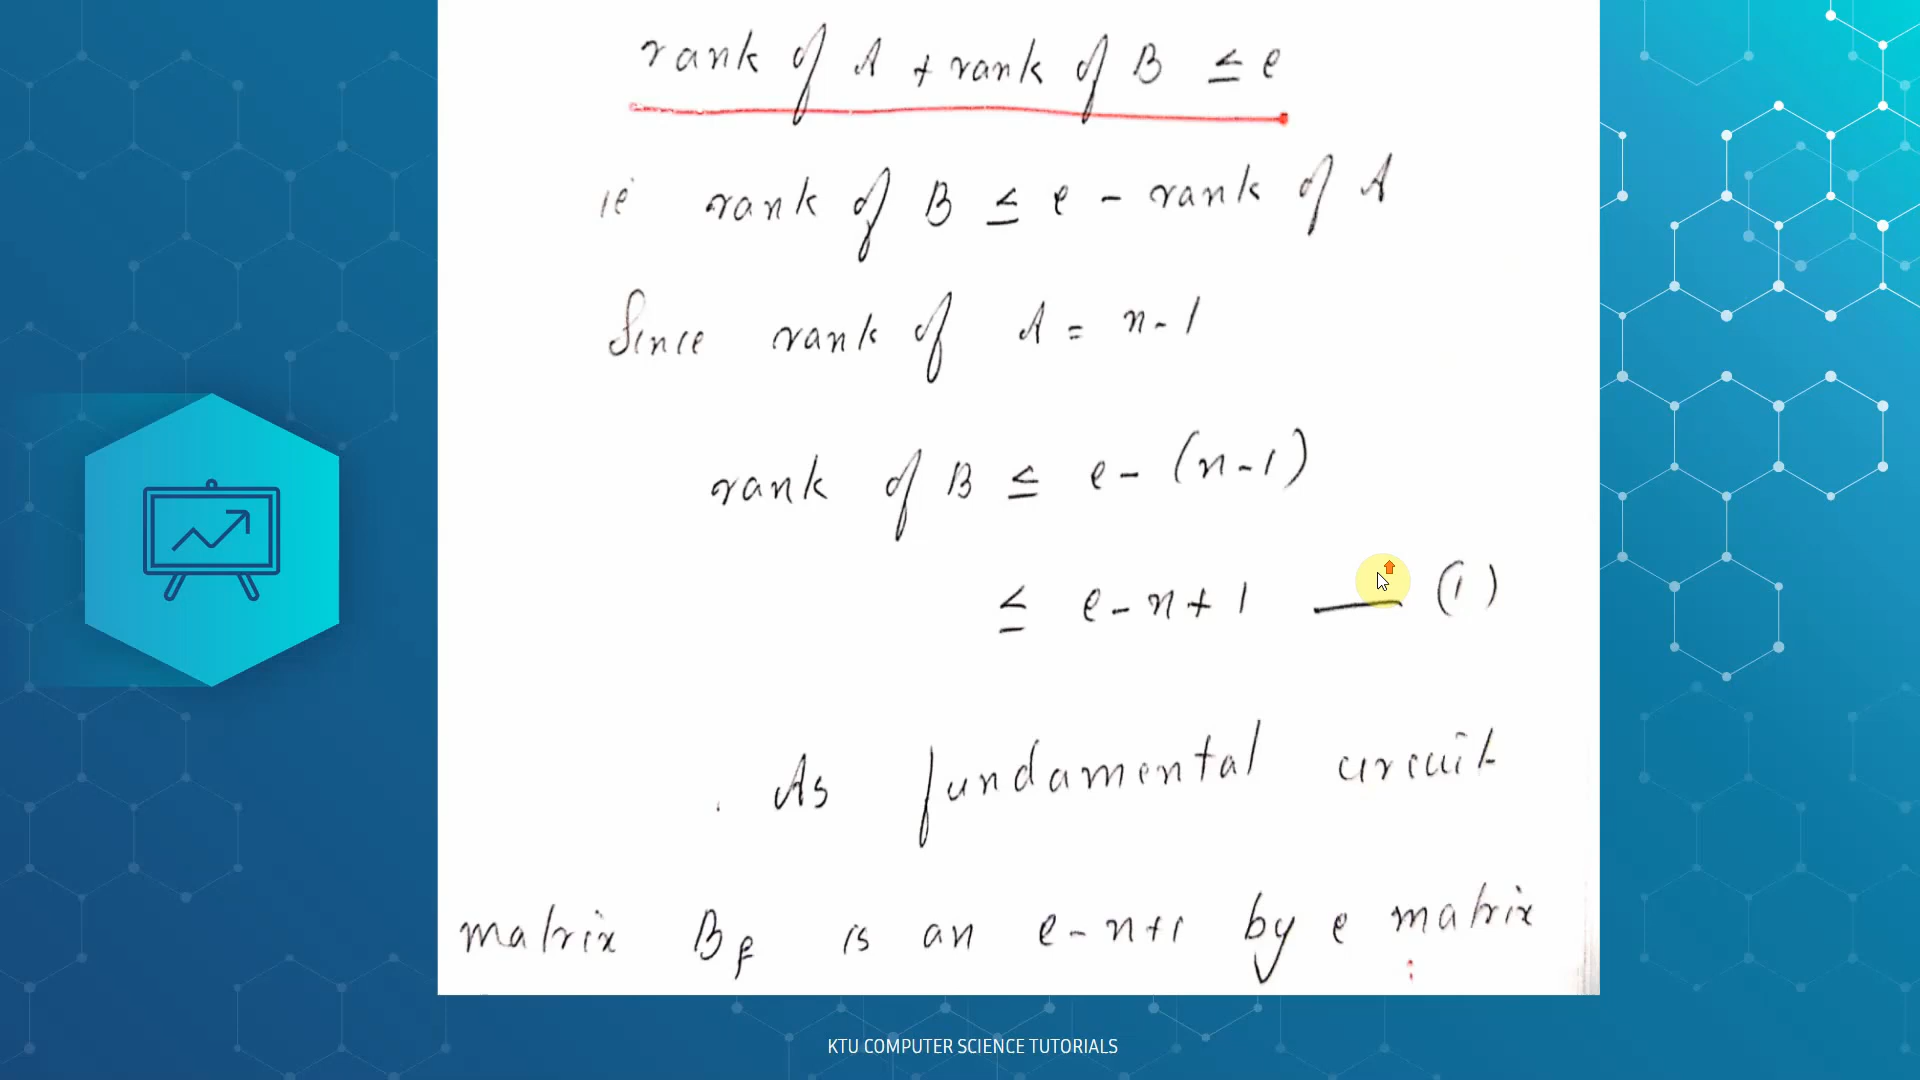 rank of A + rank of B ≤ e
ie rank of B ≤ e - rank of A
Since rank of A = n-1
rank of B ≤ e - (n-1)
≤ e - n + 1 — (1)
. As fundamental circuit
matrix Bf is an e-n+1 by e matrix
KTU COMPUTER SCIENCE TUTORIALS